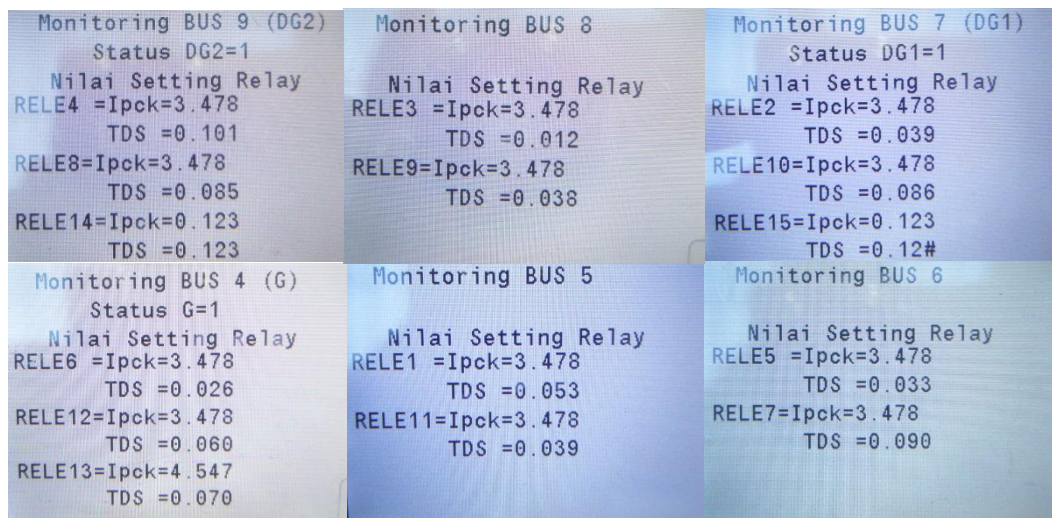 Monitoring BUS 9 (DG2)
Status DG2=1
Nilai Setting Relay
RELE4 =Ipck=3.478
TDS =0.101
RELE8=Ipck=3.478
TDS =0.085
RELE14=Ipck=0.123
TDS =0.123
Monitoring BUS 8
Nilai Setting Relay
RELE3 =Ipck=3.478
TDS =0.012
RELE9=Ipck=3.478
TDS =0.038
Monitoring BUS 7 (DG1)
Status DG1=1
Nilai Setting Relay
RELE2 =Ipck=3.478
TDS =0.039
RELE10=Ipck=3.478
TDS =0.086
RELE15=Ipck=0.123
TDS =0.12#
Monitoring BUS 4 (G)
Status G=1
Nilai Setting Relay
RELE6 =Ipck=3.478
TDS =0.026
RELE12=Ipck=3.478
TDS =0.060
RELE13=Ipck=4.547
TDS =0.070
Monitoring BUS 5
Nilai Setting Relay
RELE1 =Ipck=3.478
TDS =0.053
RELE11=Ipck=3.478
TDS =0.039
Monitoring BUS 6
Nilai Setting Relay
RELE5 =Ipck=3.478
TDS =0.033
RELE7=Ipck=3.478
TDS =0.090